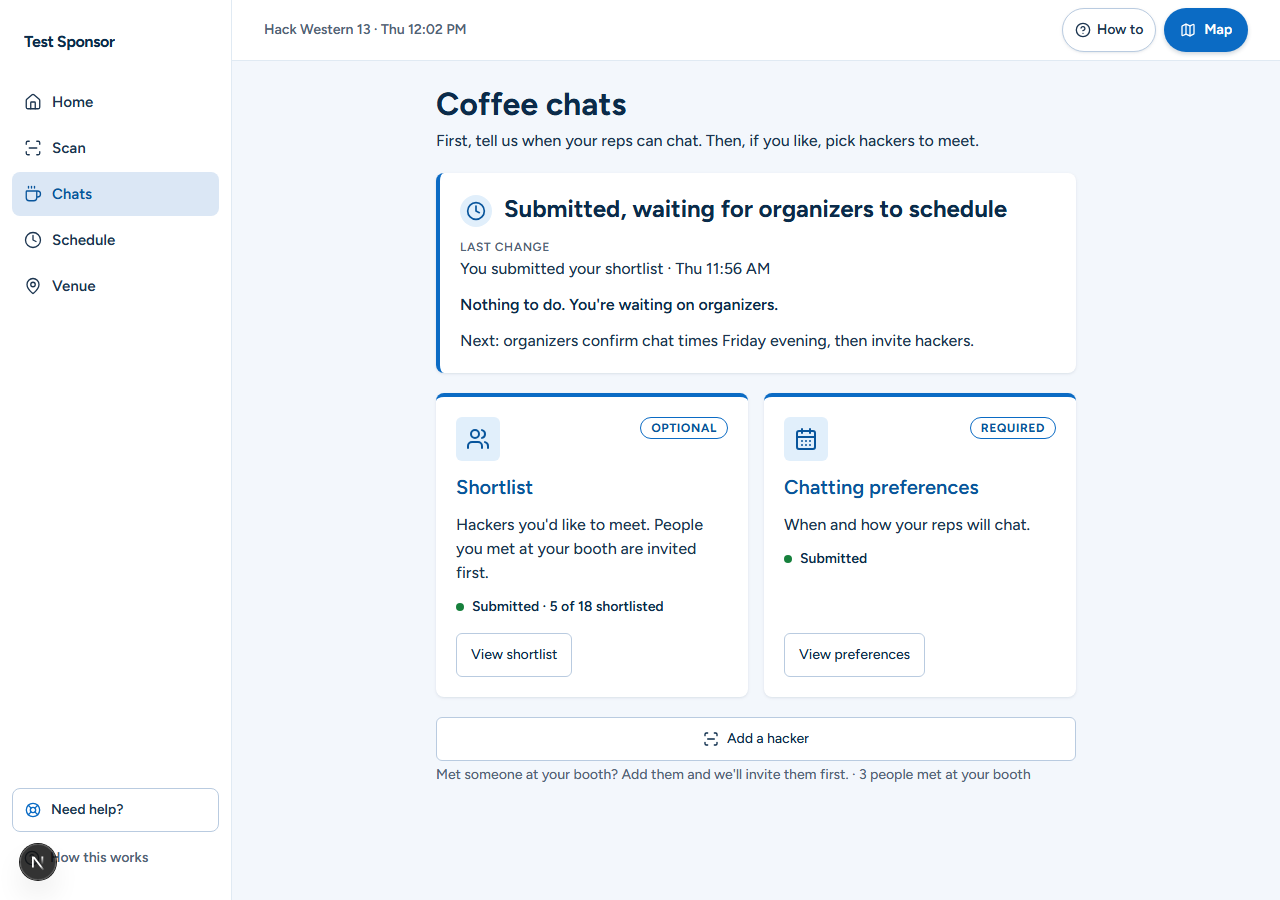 Test Sponsor
Home
Scan
Chats
Schedule
Venue
Need help?
How this works
N
Hack Western 13 · Thu 12:02 PM
How to
Map
Coffee chats
First, tell us when your reps can chat. Then, if you like, pick hackers to meet.
Submitted, waiting for organizers to schedule
LAST CHANGE
You submitted your shortlist · Thu 11:56 AM
Nothing to do. You're waiting on organizers.
Next: organizers confirm chat times Friday evening, then invite hackers.
OPTIONAL
Shortlist
Hackers you'd like to meet. People
you met at your booth are invited
first.
Submitted · 5 of 18 shortlisted
View shortlist
REQUIRED
Chatting preferences
When and how your reps will chat.
Submitted
View preferences
Add a hacker
Met someone at your booth? Add them and we'll invite them first. · 3 people met at your booth